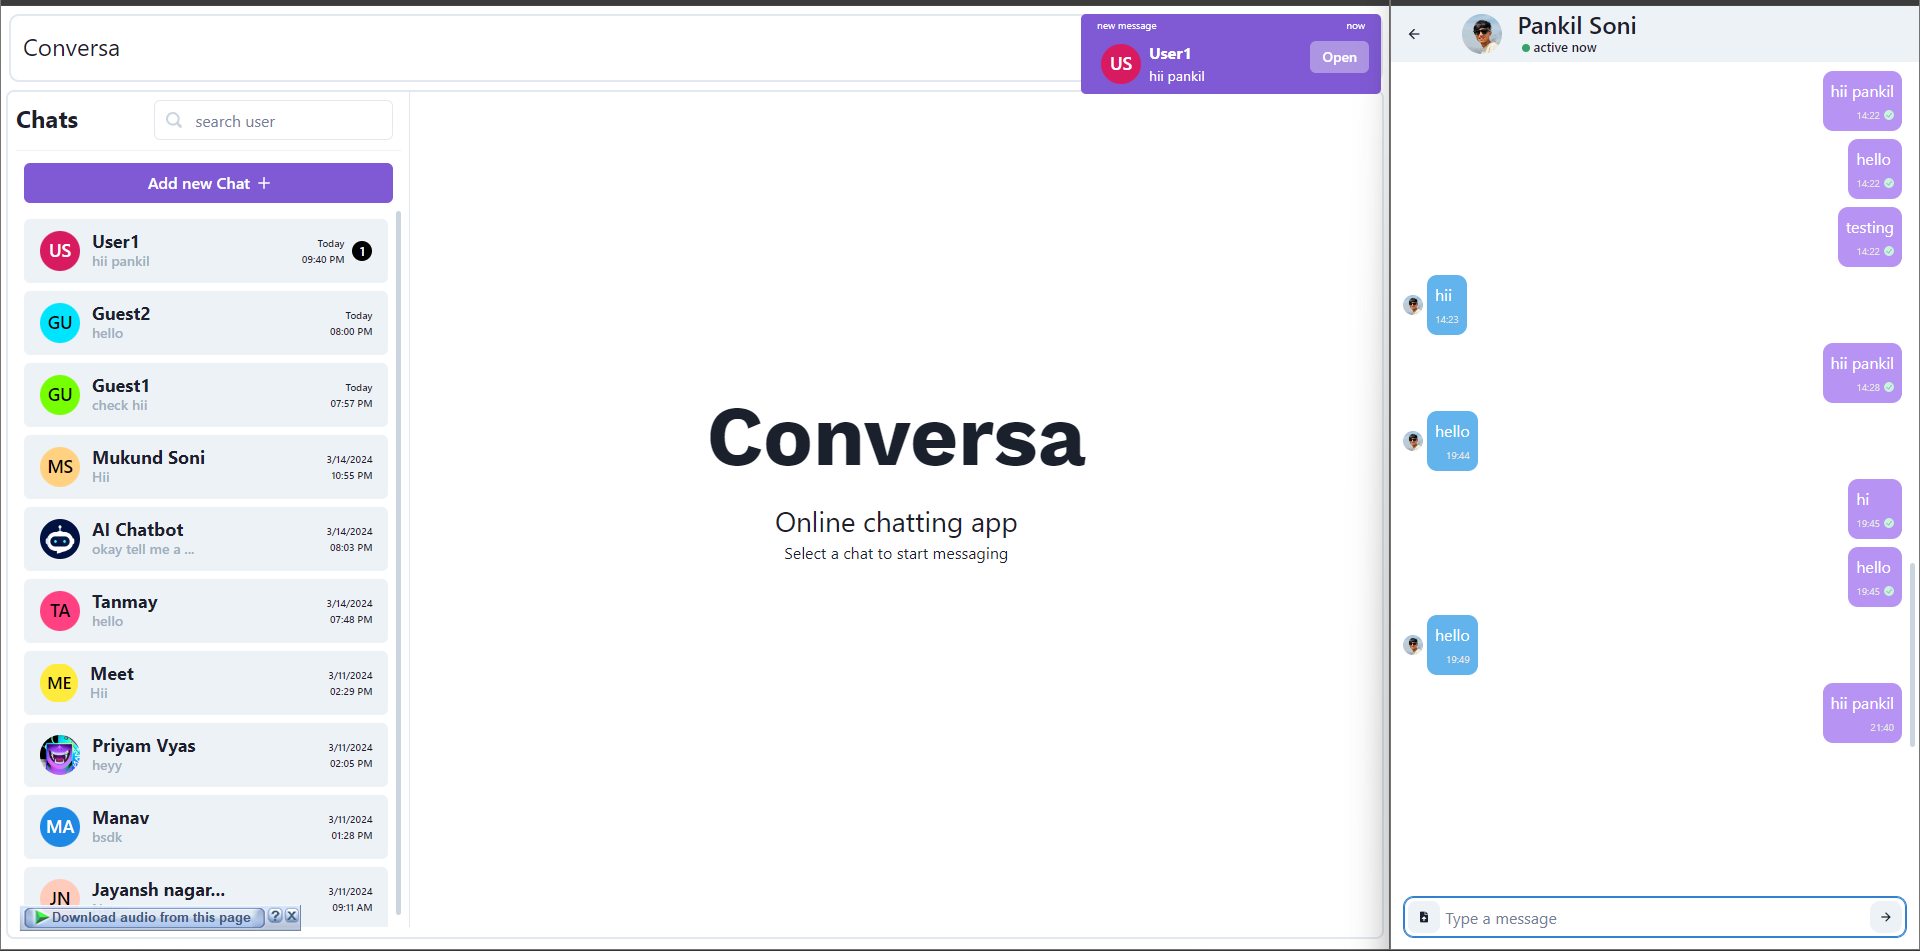 Conversa
new message
now
US
User1
hii pankil
Open
Chats
search user
Add new Chat +
US
User1
hii pankil
Today
09:40 PM
1
GU
Guest2
hello
Today
08:00 PM
GU
Guest1
check hii
Today
07:57 PM
MS
Mukund Soni
Hii
3/14/2024
10:55 PM
AI Chatbot
okay tell me a ...
3/14/2024
08:03 PM
TA
Tanmay
hello
3/14/2024
07:48 PM
ME
Meet
Hii
3/11/2024
02:29 PM
Priyam Vyas
heyy
3/11/2024
02:05 PM
MA
Manav
bsdk
3/11/2024
01:28 PM
JN
Jayansh nagar...
3/11/2024
09:11 AM
Download audio from this page
?
X
Conversa
Online chatting app
Select a chat to start messaging
Pankil Soni
active now
hii pankil
14:22
hello
14:22
testing
14:22
hii
14:23
hii pankil
14:28
hello
19:44
hi
19:45
hello
19:45
hello
19:49
hii pankil
21:40
Type a message